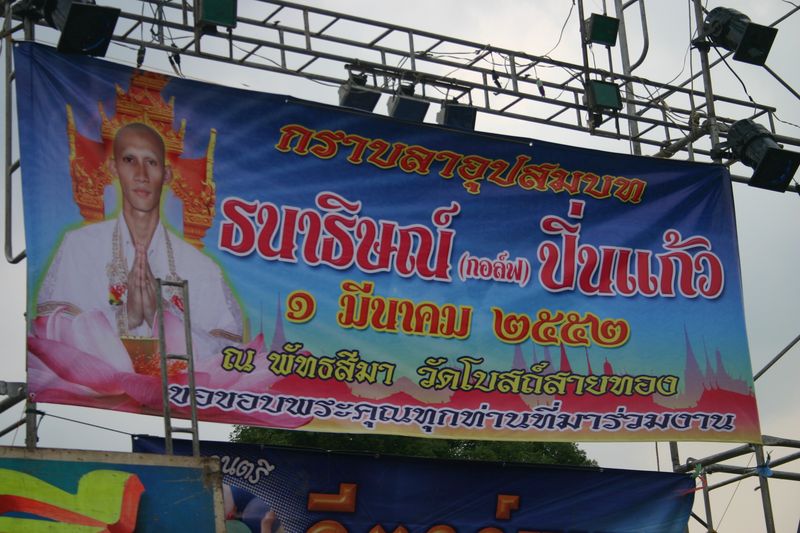 กราบลาอุปสมบท
ธนาธิษณ์ (กอล์ฟ) ปิ่นแก้ว
๑ มีนาคม ๒๕๕๒
ณ พัทธสีมา วัดโบสถ์สายทอง
ขอขอบพระคุณทุกท่านที่มาร่วมงาน